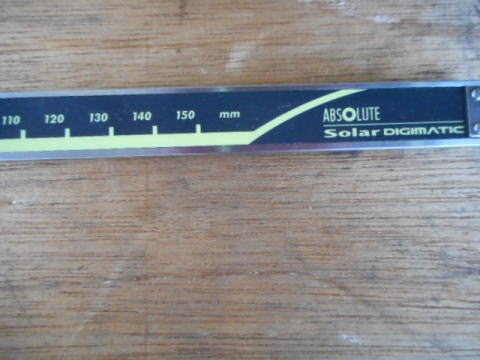 110 120 130 140 150 mm
ABSOLUTE
Solar DIGIMATIC